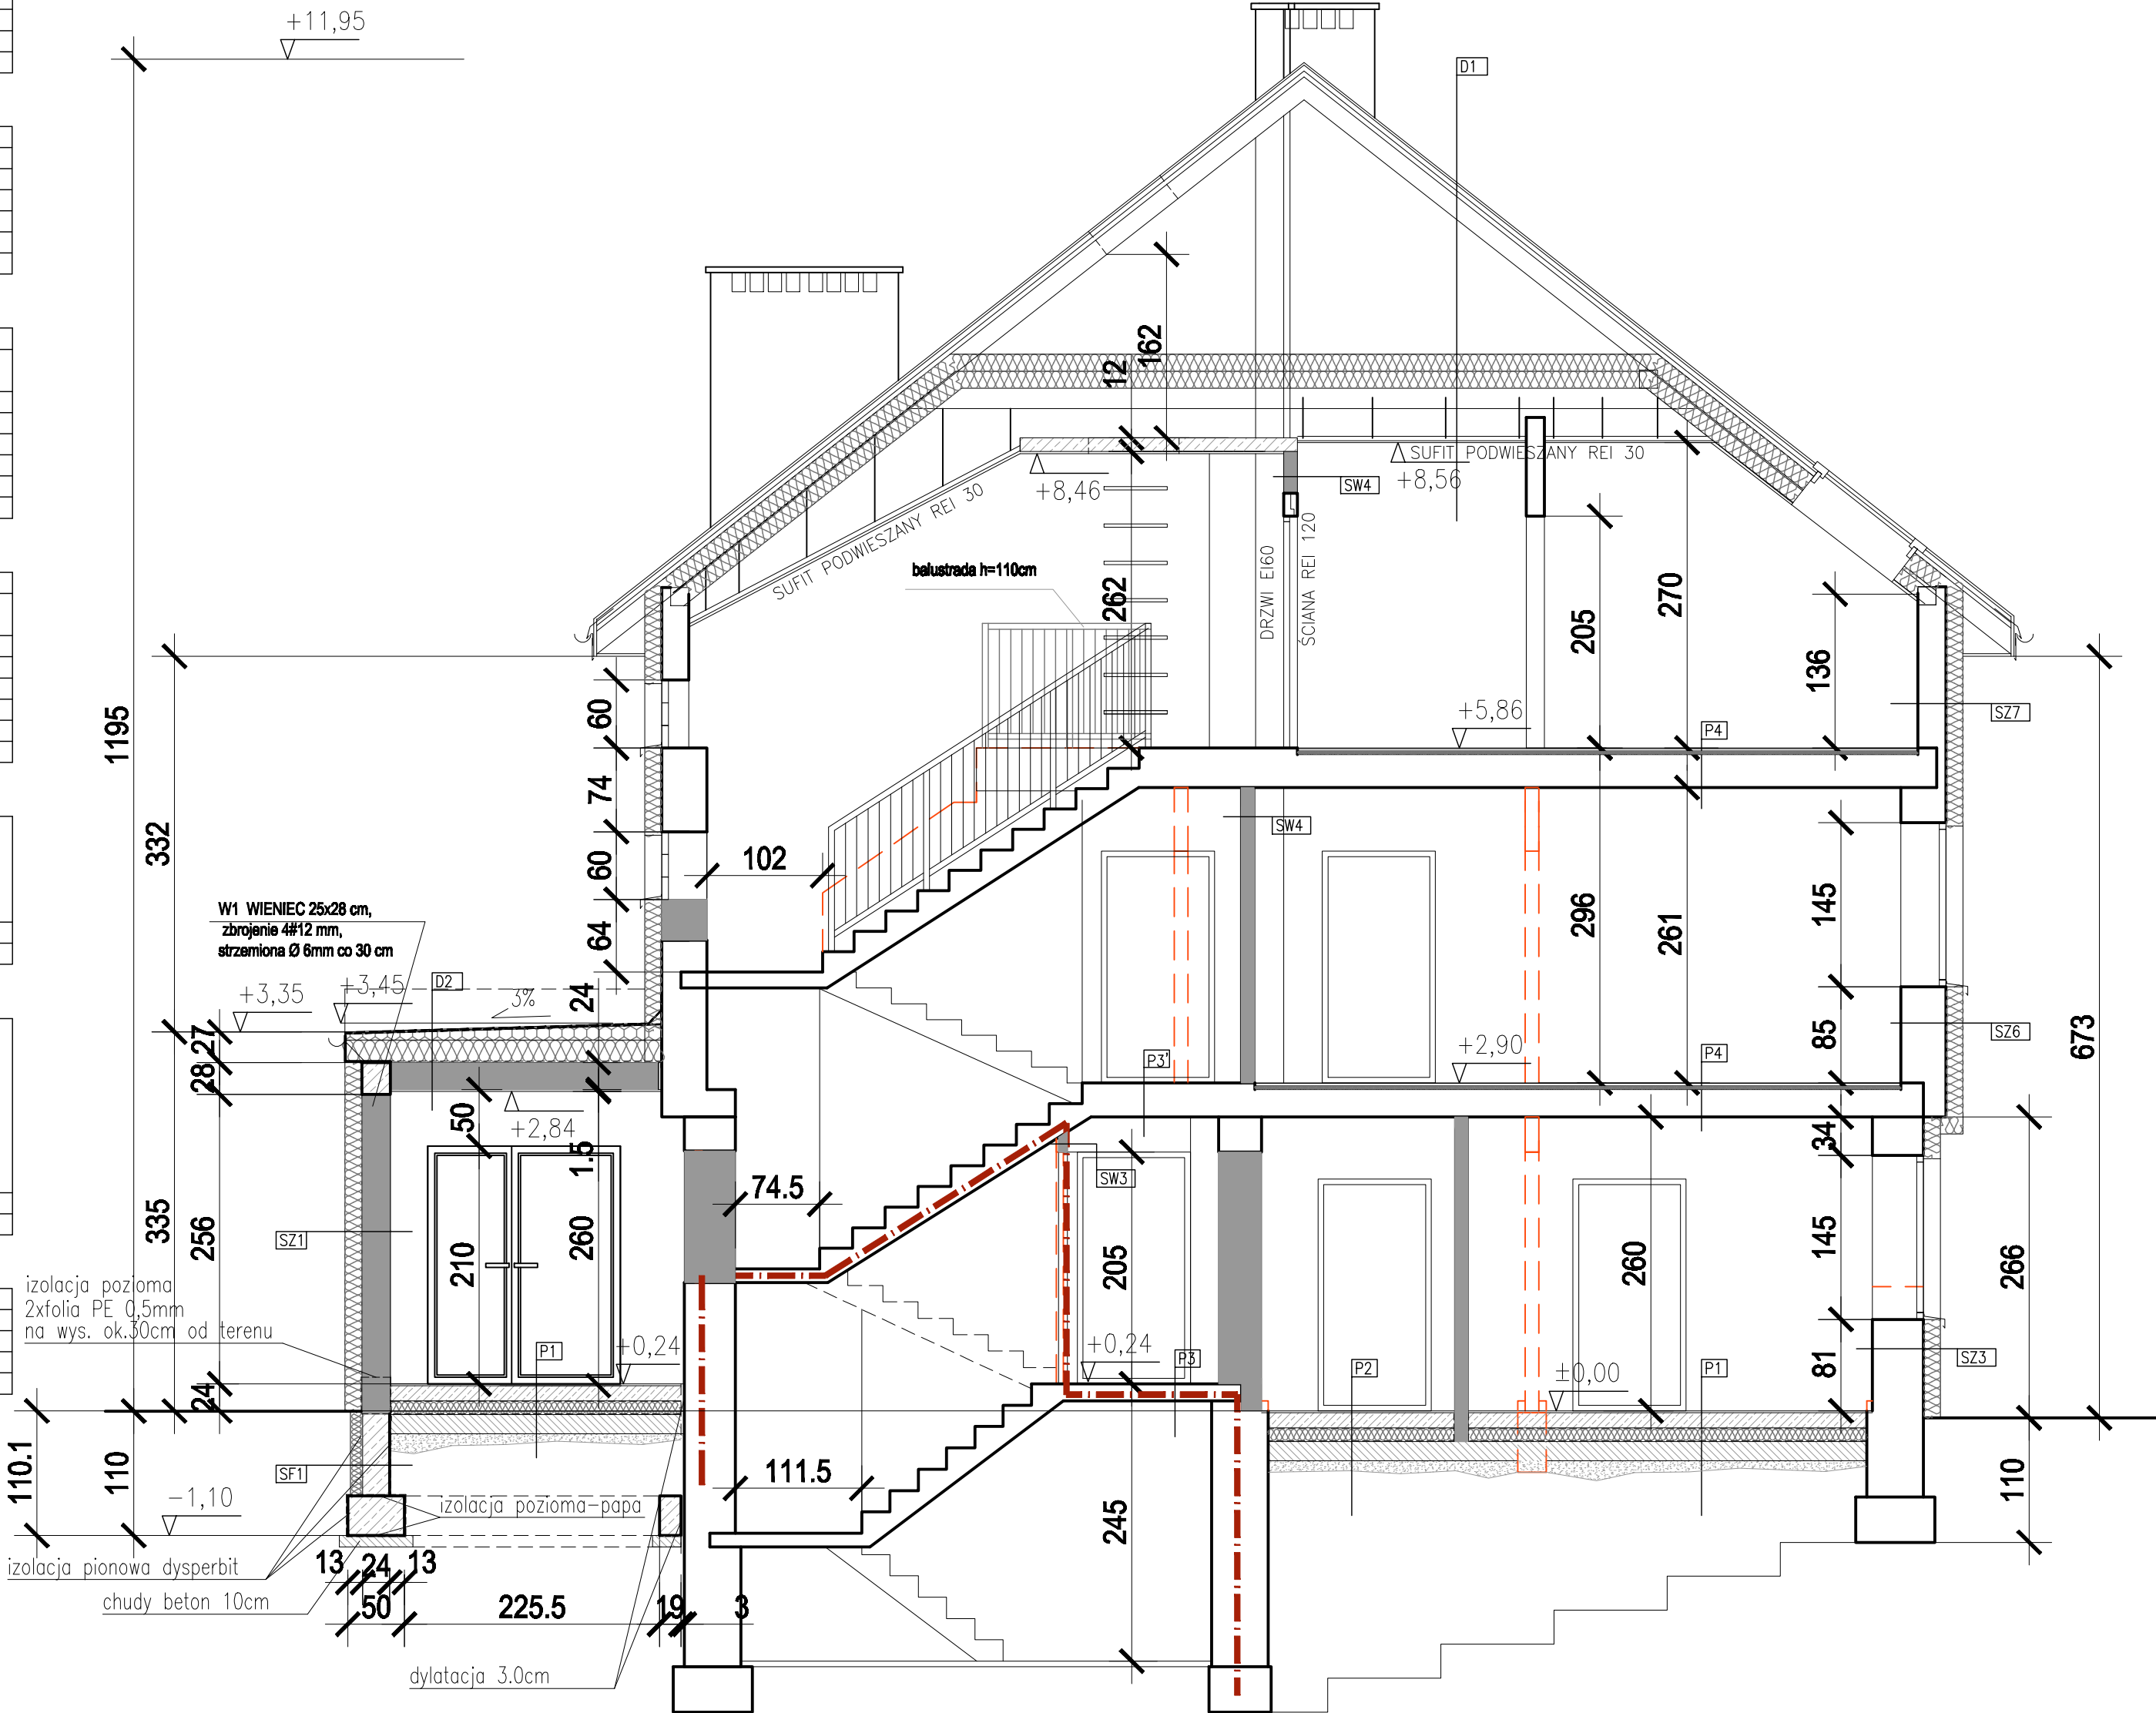 +11,95
D1
162
12
SUFIT PODWIESZANY REI 30
+8,56
+8,46
SW4
SUFIT PODWIESZANY REI 30
balustrada h=110cm
262
DRZWI EI60
ŚCIANA REI 120
205
270
136
SZ7
+5,86
P4
1195
332
60
74
60
64
24
102
SW4
296
261
145
85
SZ6
673
W1 WIENIEC 25x28 cm,
zbrojenie 4#12 mm,
strzemiona Ø 6mm co 30 cm
+3,35
+3,45
D2
3%
+2,90
P3'
P4
27
28
50
+2,84
1.5
34
335
256
SZ1
210
260
74.5
SW3
205
260
145
266
izolacja pozioma
2xfolia PE 0,5mm
na wys. ok.30cm od terenu
P1
+0,24
+0,24
P3
P2
±0,00
P1
81
SZ3
24
110.1
110
SF1
-1,10
izolacja pozioma-papa
111.5
245
110
izolacja pionowa dysperbit
13
24
13
chudy beton 10cm
50
225.5
19
3
dylatacja 3.0cm